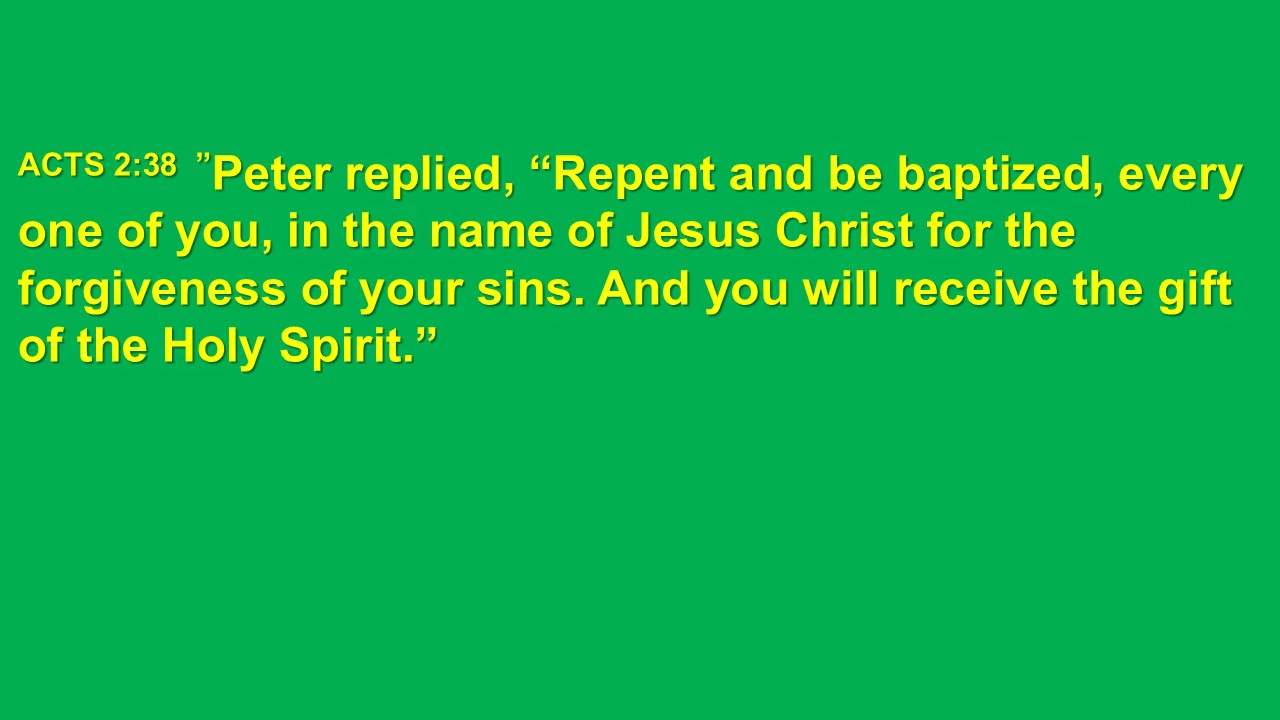 ACTS 2:38 ”Peter replied, “Repent and be baptized, every
one of you, in the name of Jesus Christ for the
forgiveness of your sins. And you will receive the gift
of the Holy Spirit.”